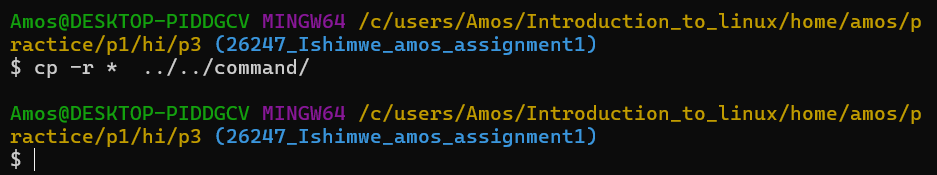 Amos@DESKTOP-PIDDGCV MINGW64 /c/users/Amos/Introduction_to_linux/home/amos/p
ractice/p1/hi/p3 (26247_Ishimwe_amos_assignment1)
$ cp -r *  ../../command/
Amos@DESKTOP-PIDDGCV MINGW64 /c/users/Amos/Introduction_to_linux/home/amos/p
ractice/p1/hi/p3 (26247_Ishimwe_amos_assignment1)
$